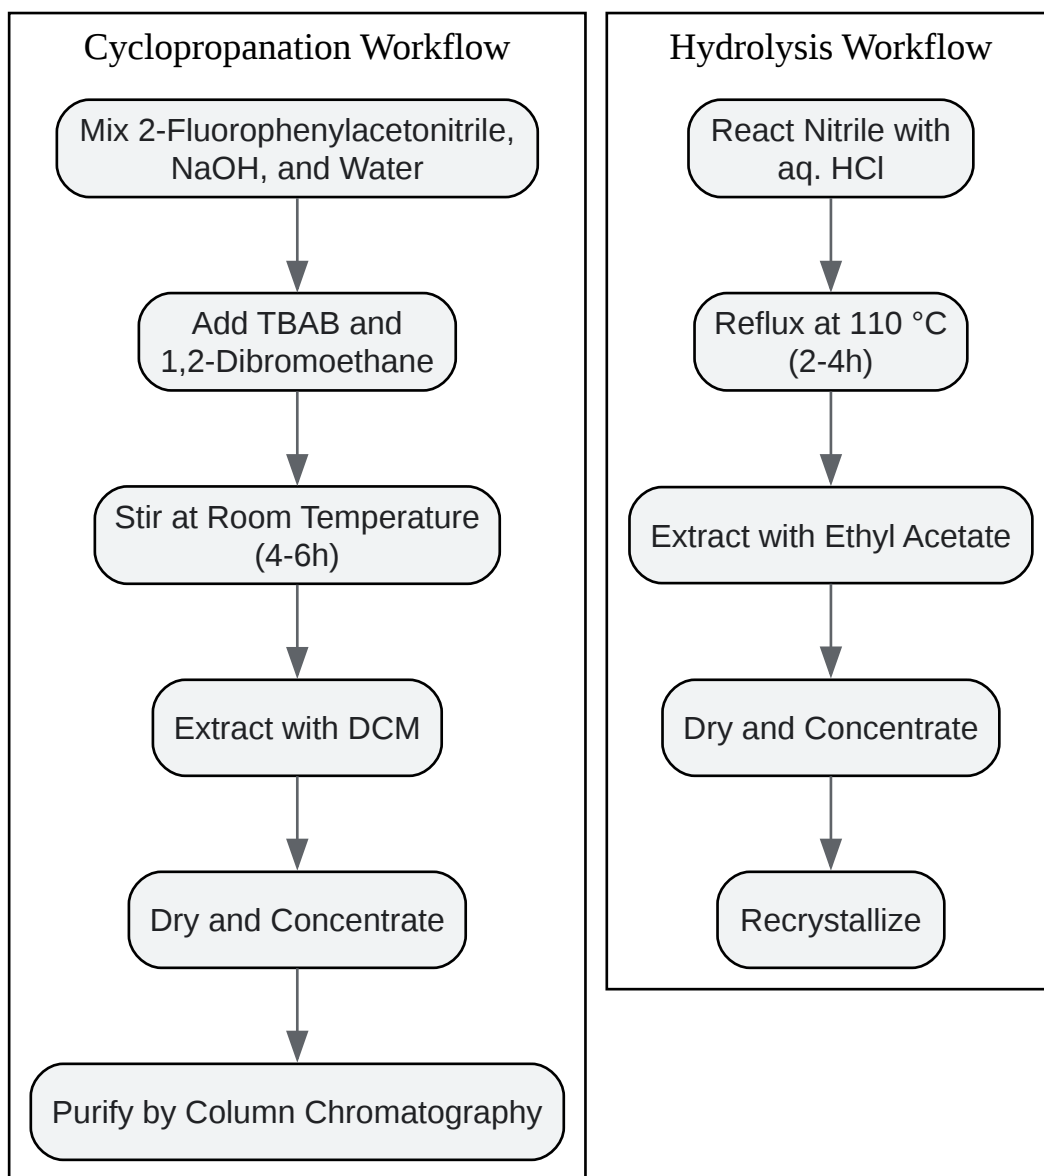 Cyclopropanation Workflow
Mix 2-Fluorophenylacetonitrile,
NaOH, and Water
Add TBAB and
1,2-Dibromoethane
Stir at Room Temperature
(4-6h)
Extract with DCM
Dry and Concentrate
Purify by Column Chromatography
Hydrolysis Workflow
React Nitrile with
aq. HCl
Reflux at 110 °C
(2-4h)
Extract with Ethyl Acetate
Dry and Concentrate
Recrystallize